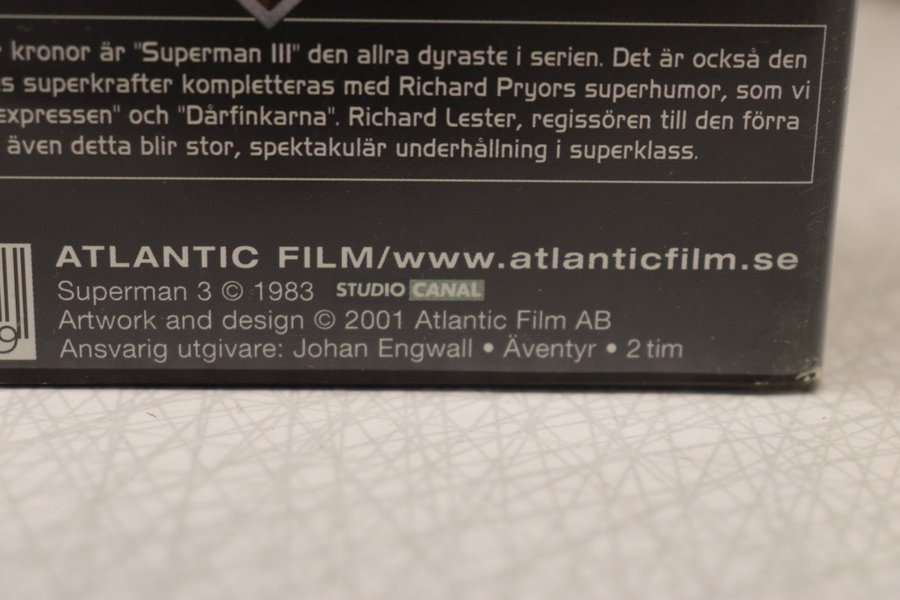 kronor är "Superman III" den allra dyraste i serien. Det är också den
superkrafter kompletteras med Richard Pryors superhumor, som vi
expressen" och "Dårfinkarna". Richard Lester, regissören till den förra
även detta blir stor, spektakulär underhållning i superklass.
ATLANTIC FILM/www.atlanticfilm.se
Superman 3 © 1983 STUDIO CANAL
Artwork and design © 2001 Atlantic Film AB
9
Ansvarig utgivare: Johan Engwall • Äventyr • 2 tim